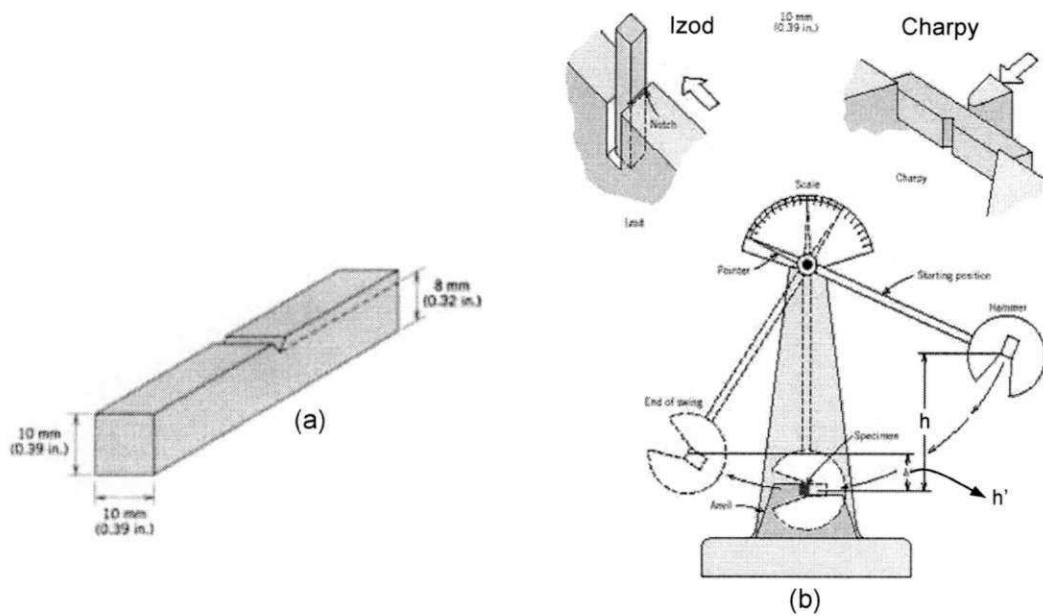 Izod
10 mm
(0.39 in.)
Charpy
Notch
Izod
Charpy
Scale
Pointer
Starting position
Hammer
8 mm
(0.32 in.)
10 mm
(0.39 in.)
(a)
10 mm
(0.39 in.)
End of swing
Specimen
h
h'
Anvil
(b)